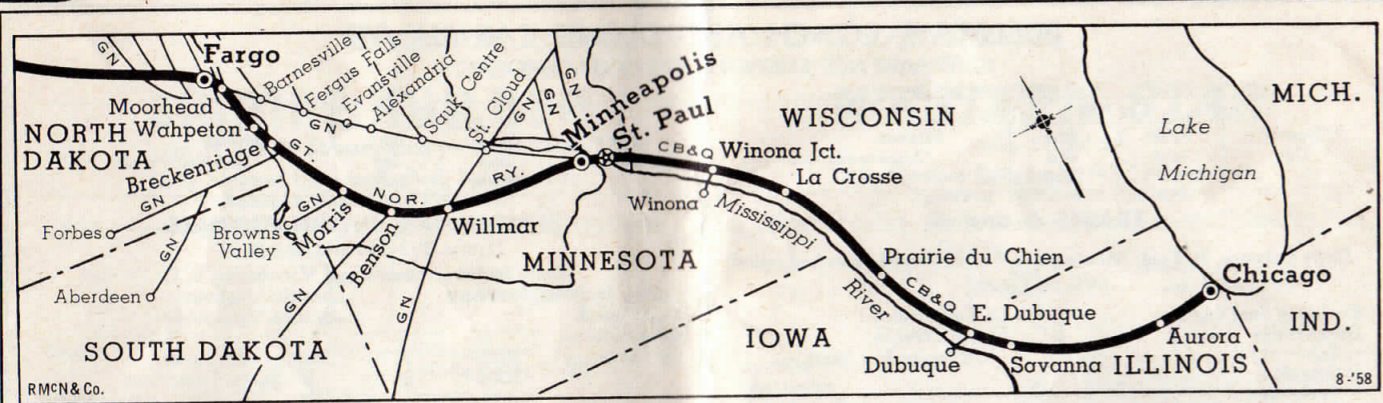 GN
Fargo
Barnesville
Fergus Falls
Evansville
Alexandria
Sauk Centre
St. Cloud
GN
GN
GN
GN
Minneapolis
St. Paul
Moorhead
Wahpeton
Breckenridge
NORTH
DAKOTA
GT.
NOR.
RY.
GN
GN
GN
Forbes
Browns
Valley
Morris
Benson
Willmar
Aberdeen
GN
GN
SOUTH DAKOTA
MINNESOTA
CB&Q
Winona Jct.
La Crosse
Winona
Mississippi
River
WISCONSIN
MICH.
Lake
Michigan
Prairie du Chien
CB&Q
E. Dubuque
Dubuque
Savanna
IOWA
ILLINOIS
Aurora
Chicago
IND.
RMCN & Co.
8-'58